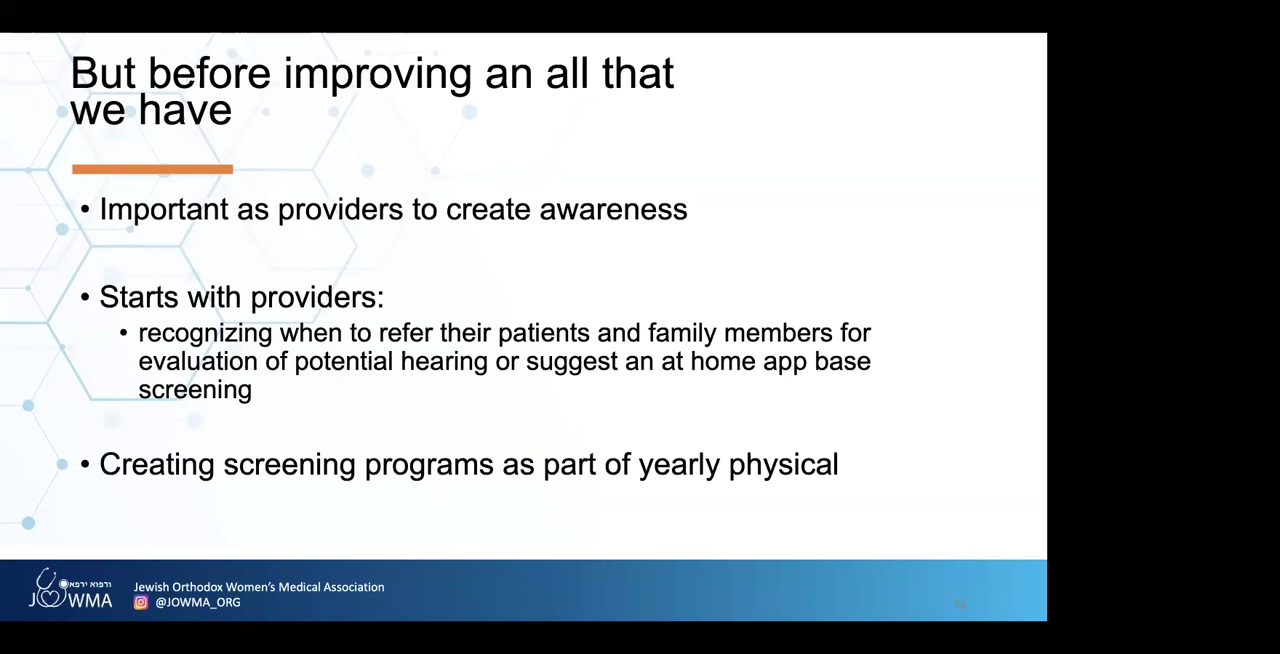 But before improving an all that
we have
• Important as providers to create awareness
• Starts with providers:
• recognizing when to refer their patients and family members for
evaluation of potential hearing or suggest an at home app base
screening
• Creating screening programs as part of yearly physical
ורפוא ירפא
JOWMA
Jewish Orthodox Women's Medical Association
@JOWMA_ORG